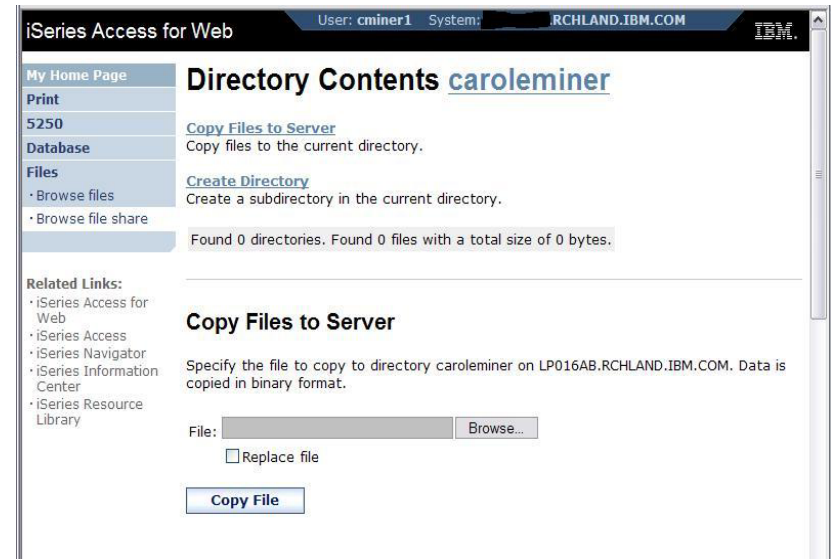 iSeries Access for Web
User: cminer1 System: .RCHLAND.IBM.COM
IBM.
My Home Page
Print
5250
Database
Files
· Browse files
· Browse file share
Related Links:
· iSeries Access for
Web
· iSeries Access
· iSeries Navigator
· iSeries Information
Center
· iSeries Resource
Library
Directory Contents caroleminer
Copy Files to Server
Copy files to the current directory.
Create Directory
Create a subdirectory in the current directory.
Found 0 directories. Found 0 files with a total size of 0 bytes.
Copy Files to Server
Specify the file to copy to directory caroleminer on LP016AB.RCHLAND.IBM.COM. Data is
copied in binary format.
File: Browse...
Replace file
Copy File